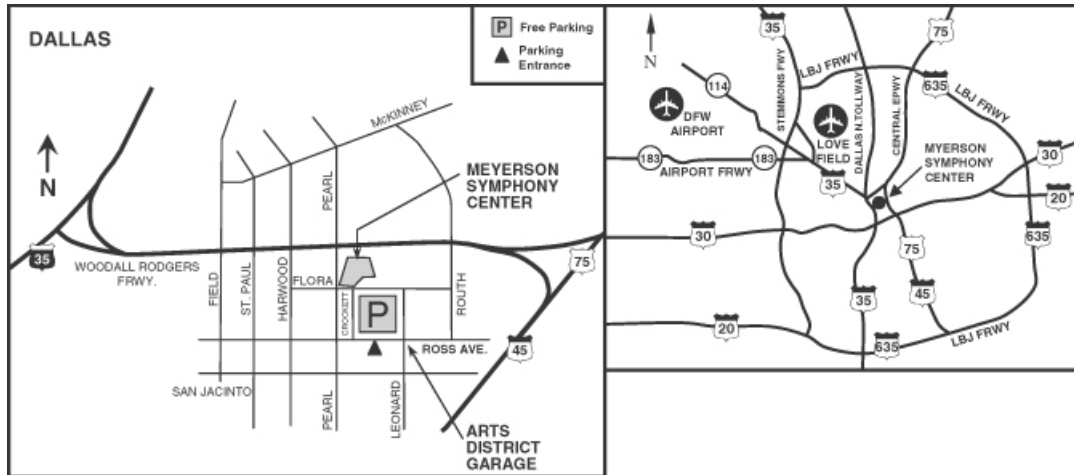 DALLAS
P Free Parking
Parking
Entrance
N
McKINNEY
PEARL
MEYERSON
SYMPHONY
CENTER
35
WOODALL RODGERS
FRWY.
FIELD
ST. PAUL
HARWOOD
FLORA
CROCKETT
P
ROUTH
75
45
ROSS AVE.
SAN JACINTO
PEARL
LEONARD
ARTS
DISTRICT
GARAGE
N
35
75
LBJ FRWY
635
LBJ FRWY
STEMMONS FWY
DALLAS N.TOLLWAY
CENTRAL EPWY
114
DFW
AIRPORT
LOVE
FIELD
MYERSON
SYMPHONY
CENTER
183
183
AIRPORT FRWY
35
30
20
30
75
635
35
45
20
635
LBJ FRWY